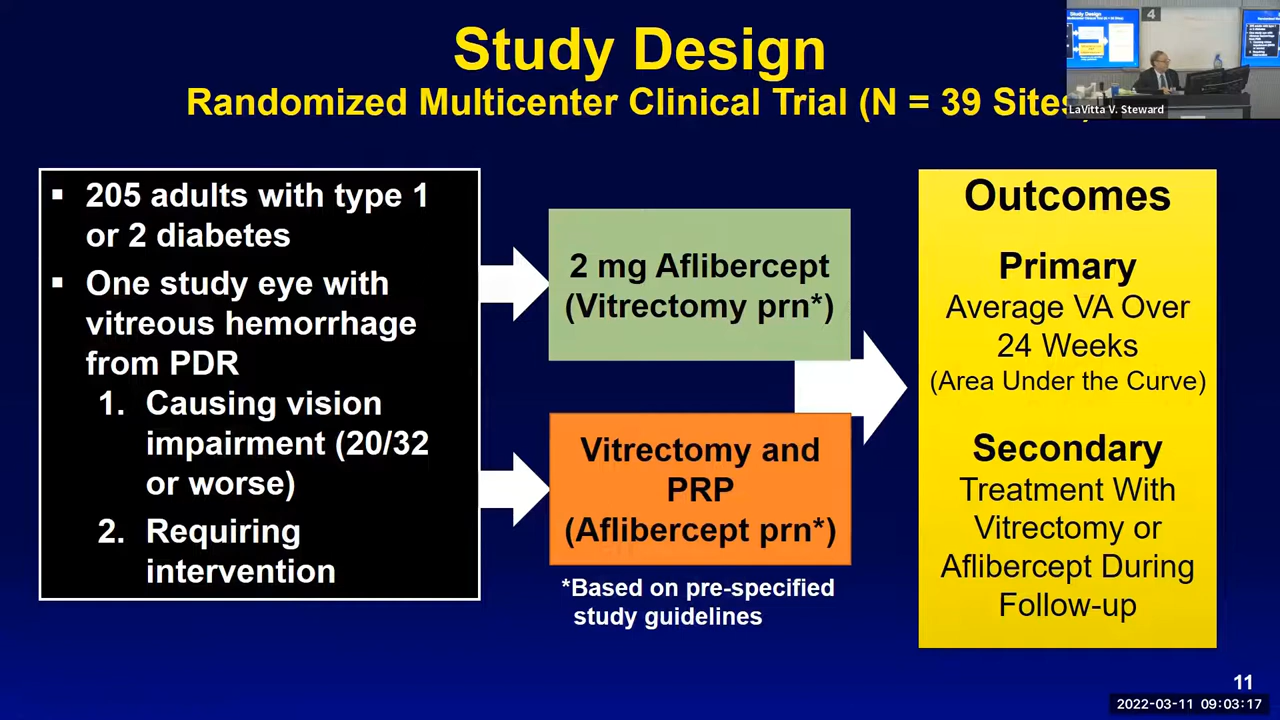 Study Design
Randomized Multicenter Clinical Trial (N = 39 Sites)
4
LaVitta V. Steward
▪ 205 adults with type 1
or 2 diabetes
▪ One study eye with
vitreous hemorrhage
from PDR
1. Causing vision
impairment (20/32
or worse)
2. Requiring
intervention
2 mg Aflibercept
(Vitrectomy prn*)
Vitrectomy and
PRP
(Aflibercept prn*)
*Based on pre-specified
study guidelines
Outcomes
Primary
Average VA Over
24 Weeks
(Area Under the Curve)
Secondary
Treatment With
Vitrectomy or
Aflibercept During
Follow-up
11
2022-03-11 09:03:17